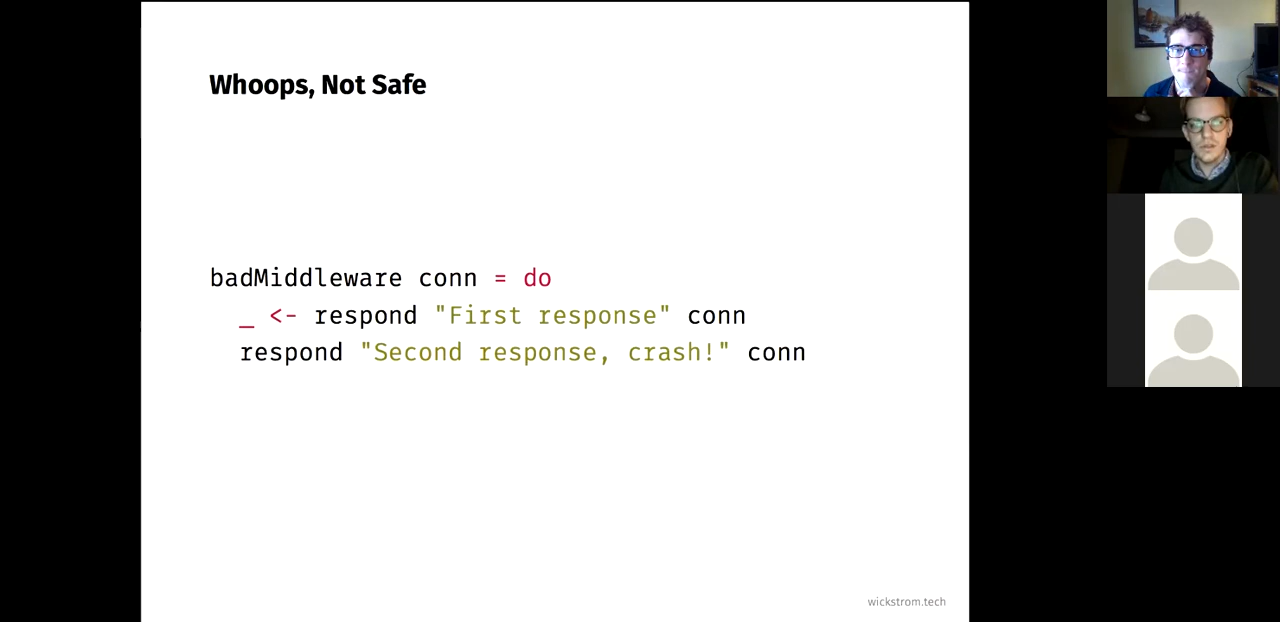 Whoops, Not Safe
badMiddleware conn = do
  _ <- respond "First response" conn
  respond "Second response, crash!" conn
wickstrom.tech